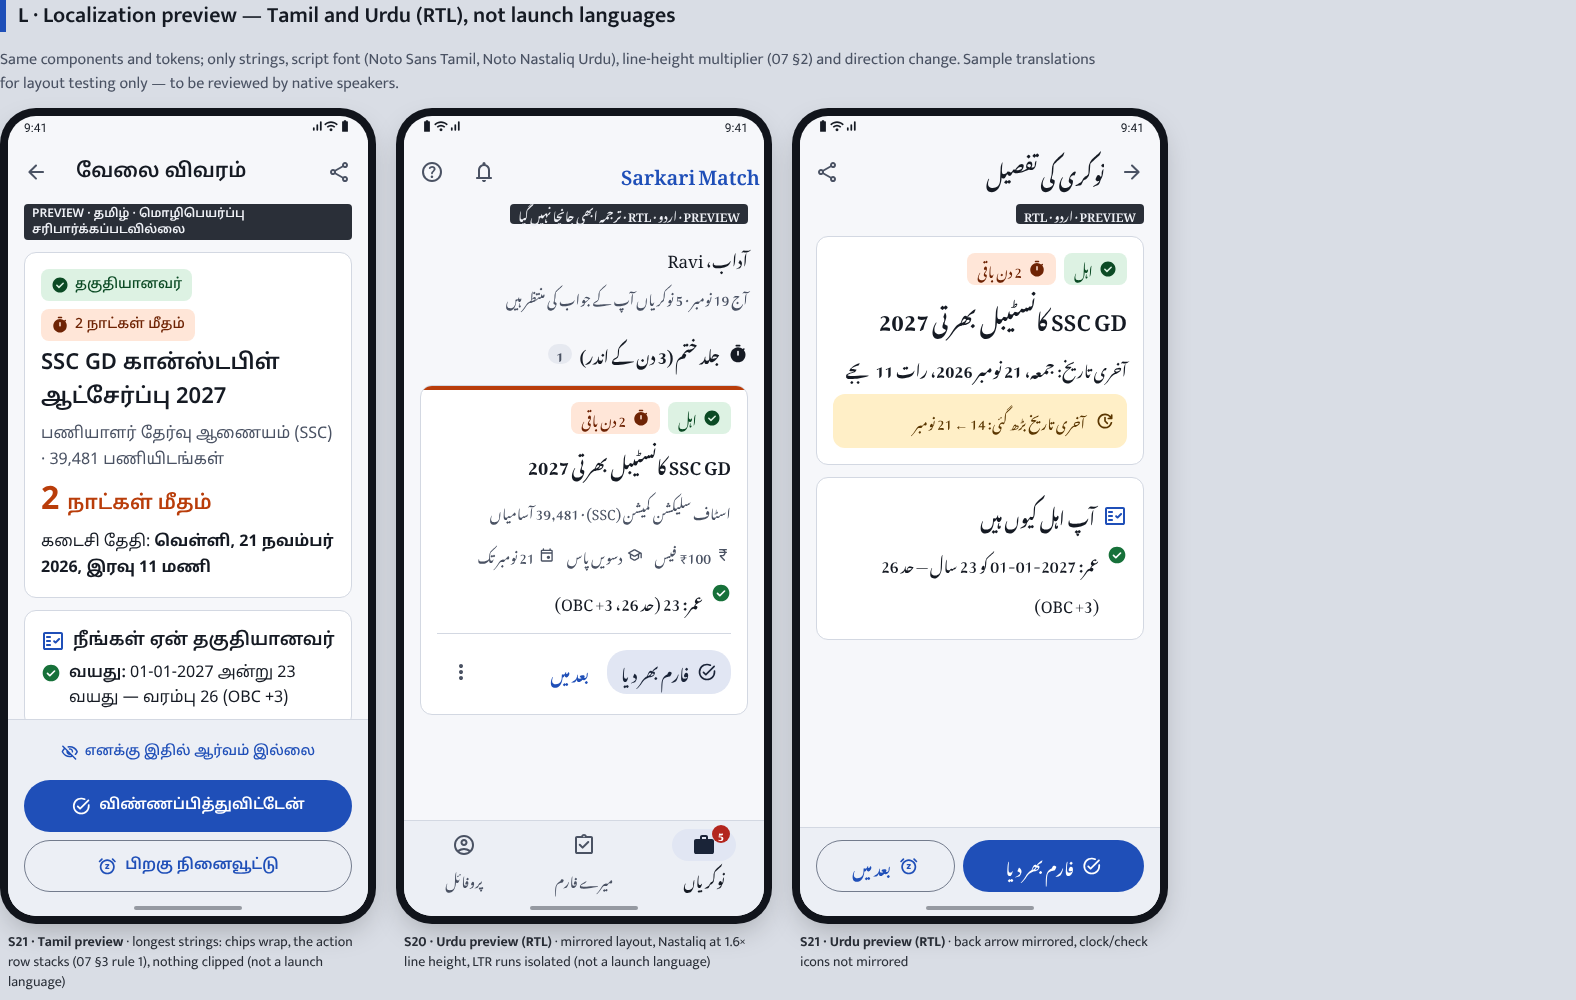 L · Localization preview — Tamil and Urdu (RTL), not launch languages
Same components and tokens; only strings, script font (Noto Sans Tamil, Noto Nastaliq Urdu), line-height multiplier (07 §2) and direction change. Sample translations
for layout testing only — to be reviewed by native speakers.
9:41
வேலை விவரம்
PREVIEW · தமிழ் · மொழிபெயர்ப்பு
சரிபார்க்கப்படவில்லை
தகுதியானவர்
2 நாட்கள் மீதம்
SSC GD கான்ஸ்டபிள்
ஆட்சேர்ப்பு 2027
பணியாளர் தேர்வு ஆணையம் (SSC)
· 39,481 பணியிடங்கள்
2 நாட்கள் மீதம்
கடைசி தேதி: வெள்ளி, 21 நவம்பர்
2026, இரவு 11 மணி
நீங்கள் ஏன் தகுதியானவர்
வயது: 01-01-2027 அன்று 23
வயது — வரம்பு 26 (OBC +3)
எனக்கு இதில் ஆர்வம் இல்லை
விண்ணப்பித்துவிட்டேன்
பிறகு நினைவூட்டு
S21 · Tamil preview · longest strings: chips wrap, the action
row stacks (07 §3 rule 1), nothing clipped (not a launch
language)
9:41
Sarkari Match
PREVIEW · اردو · RTL · ترجمہ ابھی جانچا نہیں گیا
آداب، Ravi
آج 19 نومبر · 5 نوکریاں آپ کے جواب کی منتظر ہیں
جلد ختم (3 دن کے اندر) 1
اہل
2 دن باقی
SSC GD کانسٹیبل بھرتی 2027
اسٹاف سلیکشن کمیشن (SSC) · 39,481 آسامیاں
₹100 فیس
دسویں پاس
21 نومبر تک
عمر: 23 (حد 26، OBC +3)
فارم بھر دیا
بعد میں
5
نوکریاں
میرے فارم
پروفائل
S20 · Urdu preview (RTL) · mirrored layout, Nastaliq at 1.6×
line height, LTR runs isolated (not a launch language)
9:41
نوکری کی تفصیل
PREVIEW · اردو · RTL
اہل
2 دن باقی
SSC GD کانسٹیبل بھرتی 2027
آخری تاریخ: جمعہ، 21 نومبر 2026، رات 11 بجے
آخری تاریخ بڑھ گئی: 14 ← 21 نومبر
آپ اہل کیوں ہیں
عمر: 01-01-2027 کو 23 سال — حد 26
(OBC +3)
فارم بھر دیا
بعد میں
S21 · Urdu preview (RTL) · back arrow mirrored, clock/check
icons not mirrored